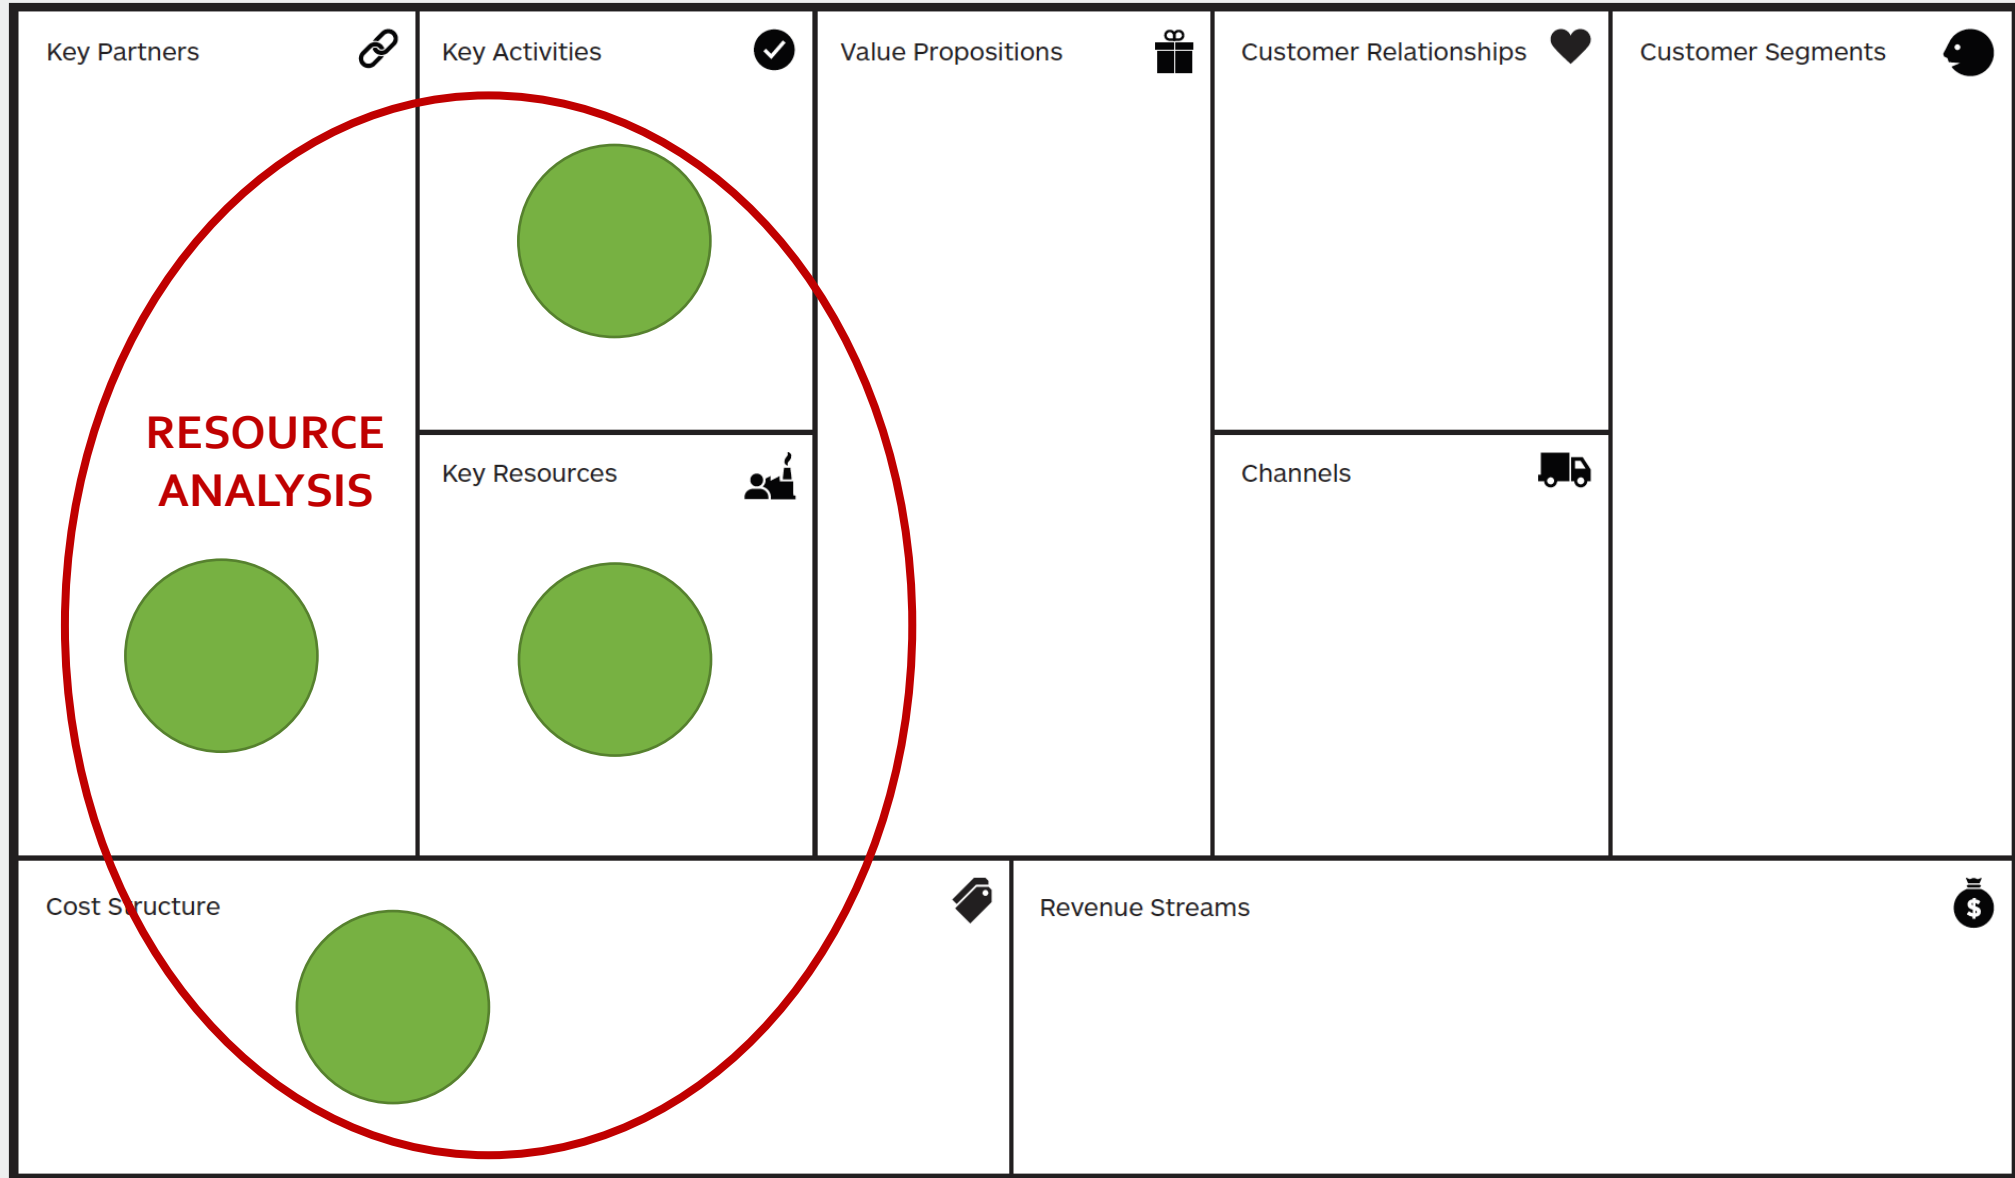 Key Partners
Key Activities
Value Propositions
Customer Relationships
Customer Segments
RESOURCE
ANALYSIS
Key Resources
Channels
Cost Structure
Revenue Streams
$